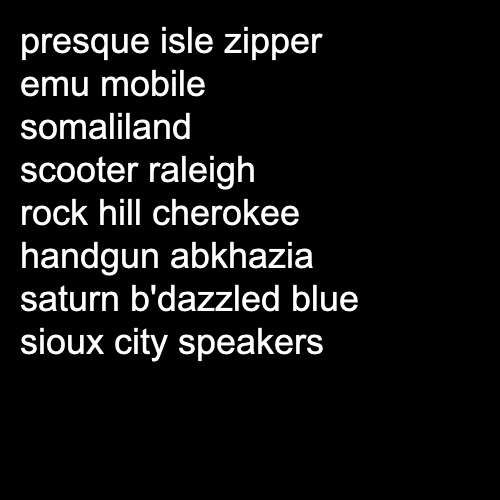 presque isle zipper
emu mobile
somaliland
scooter raleigh
rock hill cherokee
handgun abkhazia
saturn b'dazzled blue
sioux city speakers